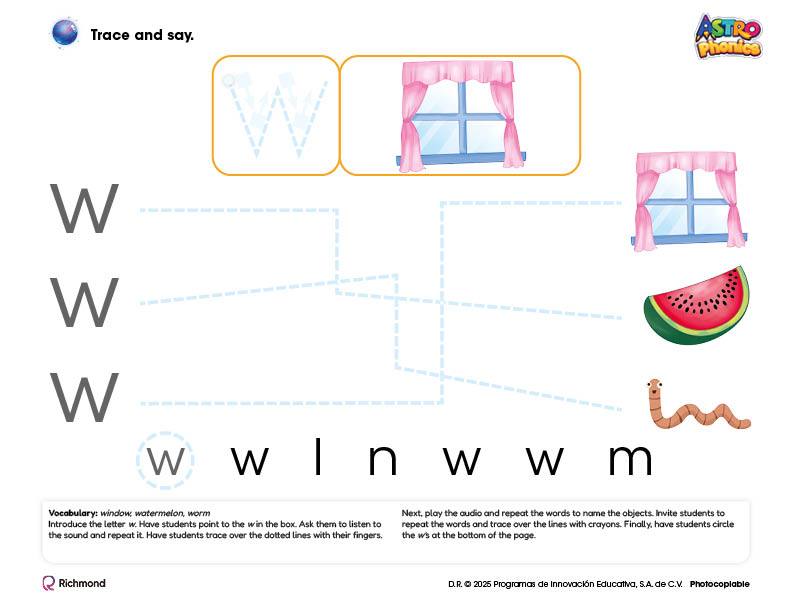 Trace and say.
ASTRO
Phonics
w
w
w
w
w w l n w w m
Vocabulary: window, watermelon, worm
Introduce the letter w. Have students point to the w in the box. Ask them to listen to
the sound and repeat it. Have students trace over the dotted lines with their fingers.
Next, play the audio and repeat the words to name the objects. Invite students to
repeat the words and trace over the lines with crayons. Finally, have students circle
the w's at the bottom of the page.
Richmond
D.R. © 2025 Programas de Innovación Educativa, S.A. de C.V. Photocopiable